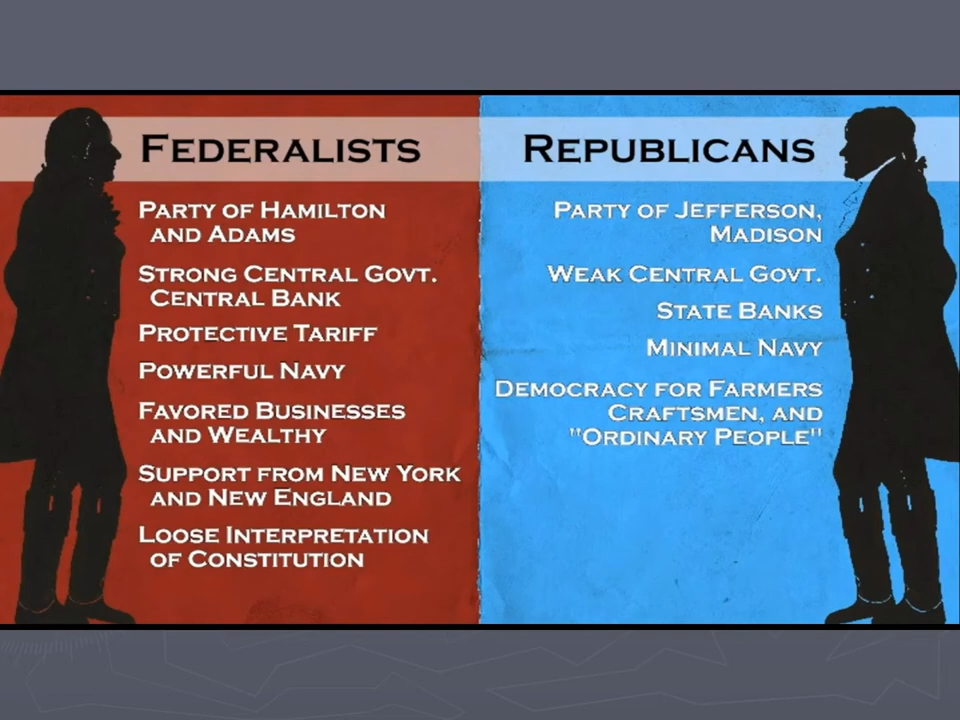 FEDERALISTS
PARTY OF HAMILTON
AND ADAMS
STRONG CENTRAL GOVT.
CENTRAL BANK
PROTECTIVE TARIFF
POWERFUL NAVY
FAVORED BUSINESSES
AND WEALTHY
SUPPORT FROM NEW YORK
AND NEW ENGLAND
LOOSE INTERPRETATION
OF CONSTITUTION
REPUBLICANS
PARTY OF JEFFERSON,
MADISON
WEAK CENTRAL GOVT.
STATE BANKS
MINIMAL NAVY
DEMOCRACY FOR FARMERS
CRAFTSMEN, AND
"ORDINARY PEOPLE"